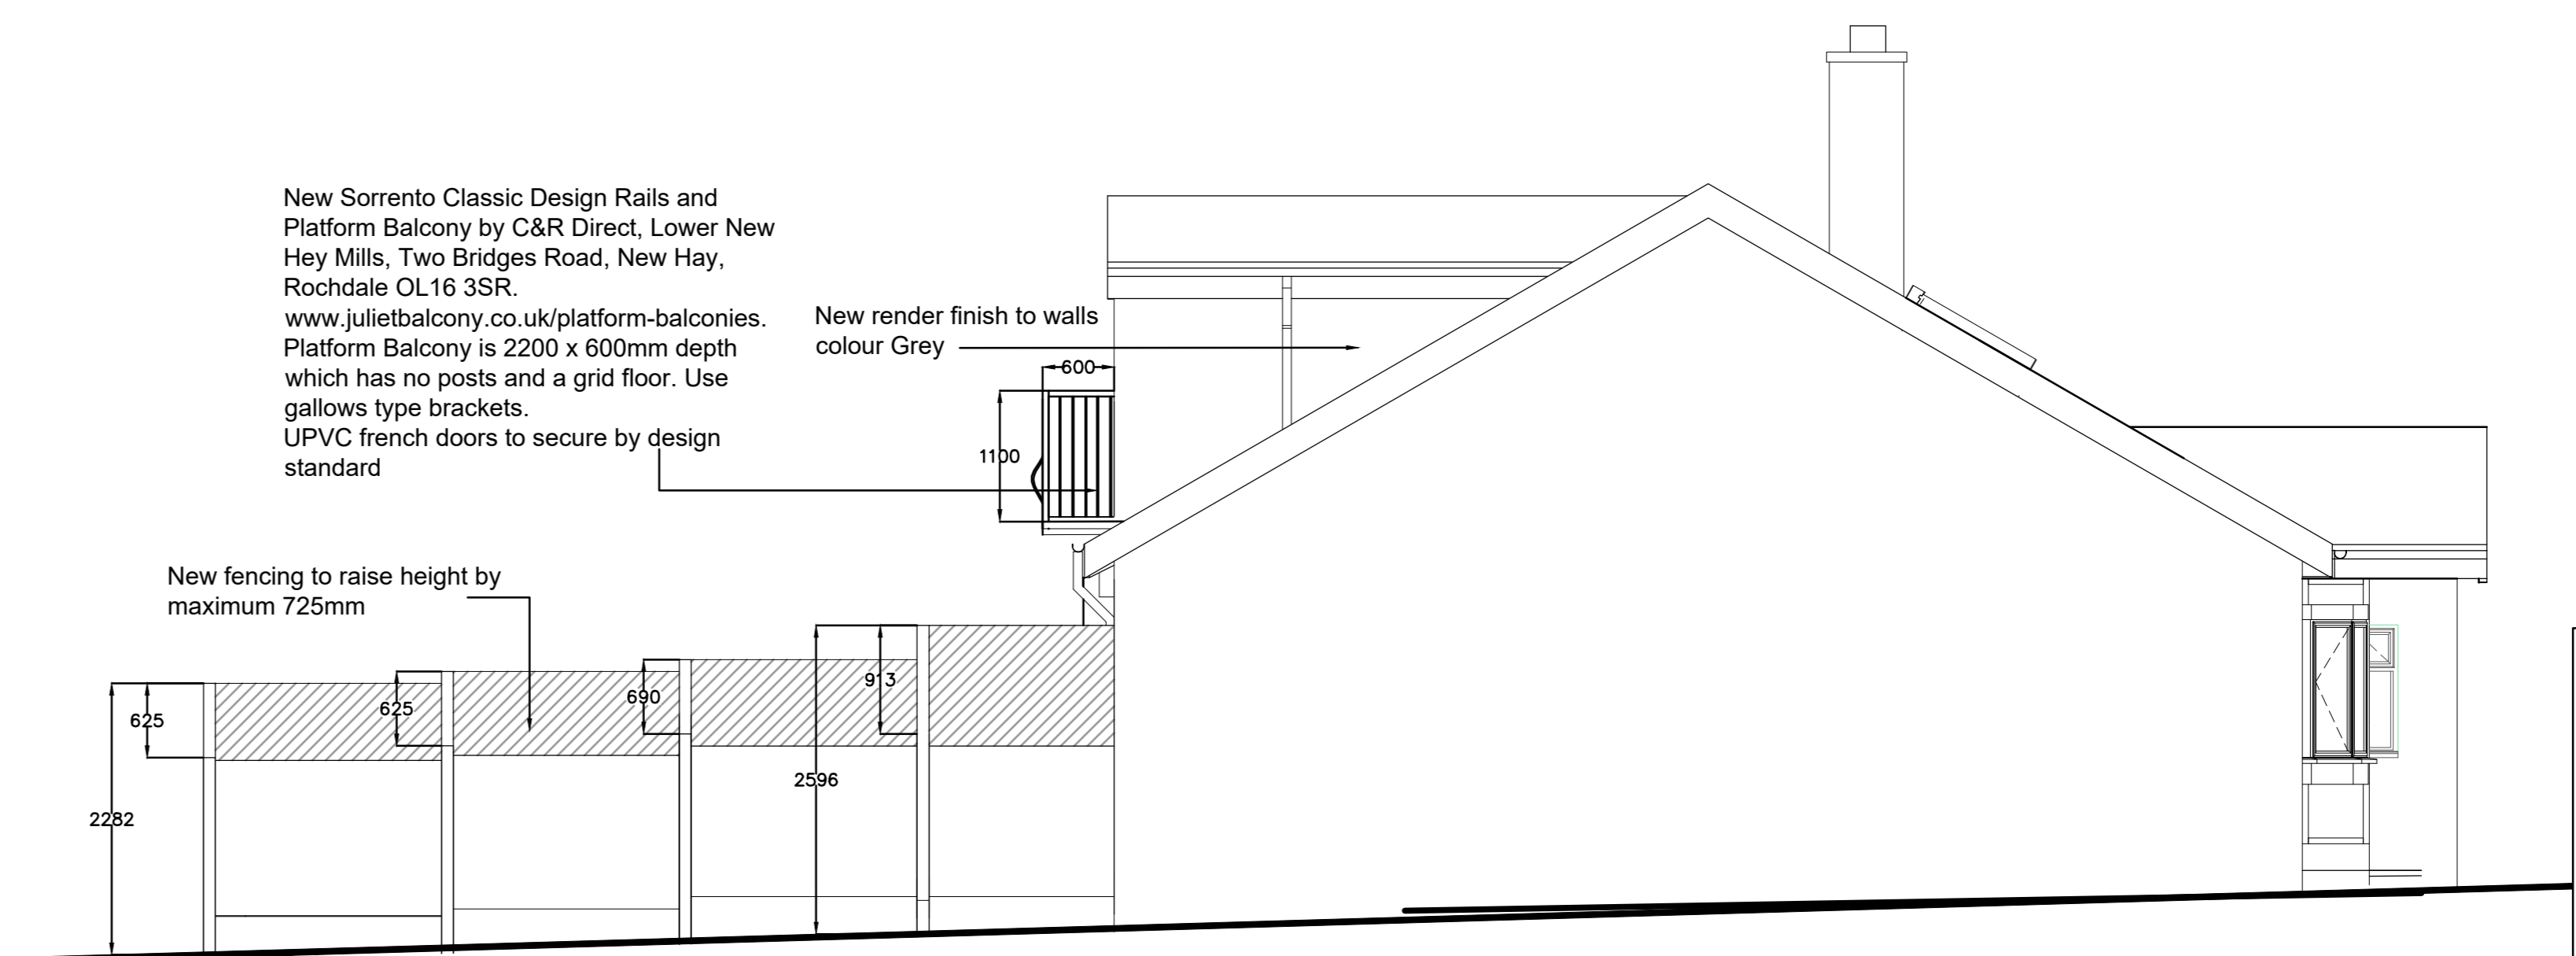 New Sorrento Classic Design Rails and
Platform Balcony by C&R Direct, Lower New
Hey Mills, Two Bridges Road, New Hay,
Rochdale OL16 3SR.
www.julietbalcony.co.uk/platform-balconies.
Platform Balcony is 2200 x 600mm depth
which has no posts and a grid floor. Use
gallows type brackets.
UPVC french doors to secure by design
standard
New render finish to walls
colour Grey
600
1100
New fencing to raise height by
maximum 725mm
625
625
690
913
2596
2282